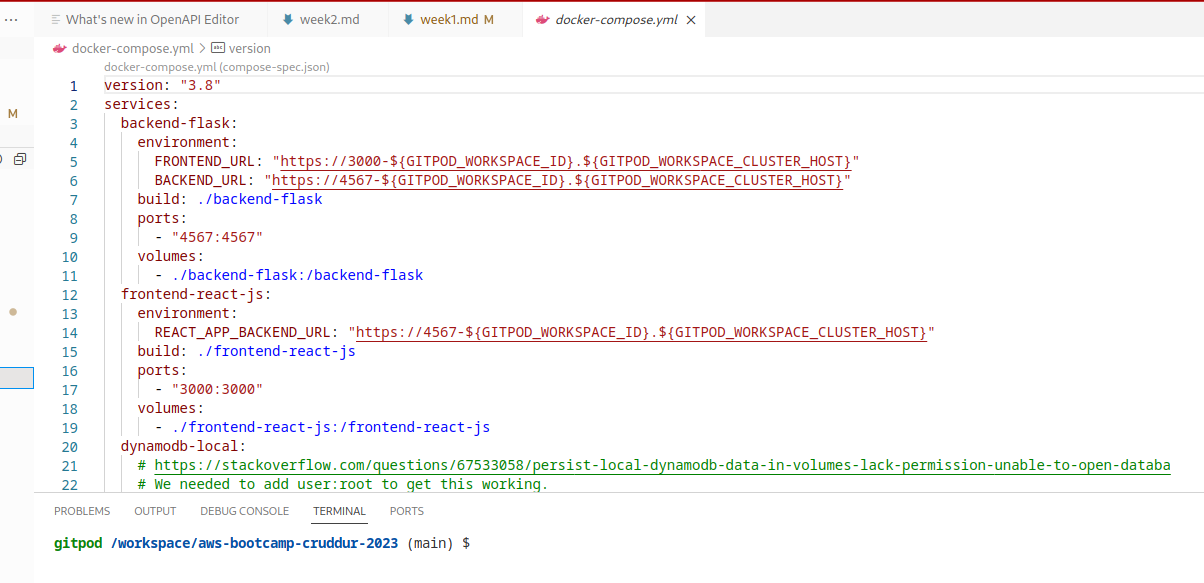 What's new in OpenAPI Editor
week2.md
week1.md M
docker-compose.yml
docker-compose.yml > abc version
docker-compose.yml (compose-spec.json)
1 version: "3.8"
2 services:
3 backend-flask:
4 environment:
5 FRONTEND_URL: "https://3000-${GITPOD_WORKSPACE_ID}.${GITPOD_WORKSPACE_CLUSTER_HOST}"
6 BACKEND_URL: "https://4567-${GITPOD_WORKSPACE_ID}.${GITPOD_WORKSPACE_CLUSTER_HOST}"
7 build: ./backend-flask
8 ports:
9 - "4567:4567"
10 volumes:
11 - ./backend-flask:/backend-flask
12 frontend-react-js:
13 environment:
14 REACT_APP_BACKEND_URL: "https://4567-${GITPOD_WORKSPACE_ID}.${GITPOD_WORKSPACE_CLUSTER_HOST}"
15 build: ./frontend-react-js
16 ports:
17 - "3000:3000"
18 volumes:
19 - ./frontend-react-js:/frontend-react-js
20 dynamodb-local:
21 # https://stackoverflow.com/questions/67533058/persist-local-dynamodb-data-in-volumes-lack-permission-unable-to-open-databa
22 # We needed to add user:root to get this working.
M
PROBLEMS OUTPUT DEBUG CONSOLE TERMINAL PORTS
gitpod /workspace/aws-bootcamp-cruddur-2023 (main) $